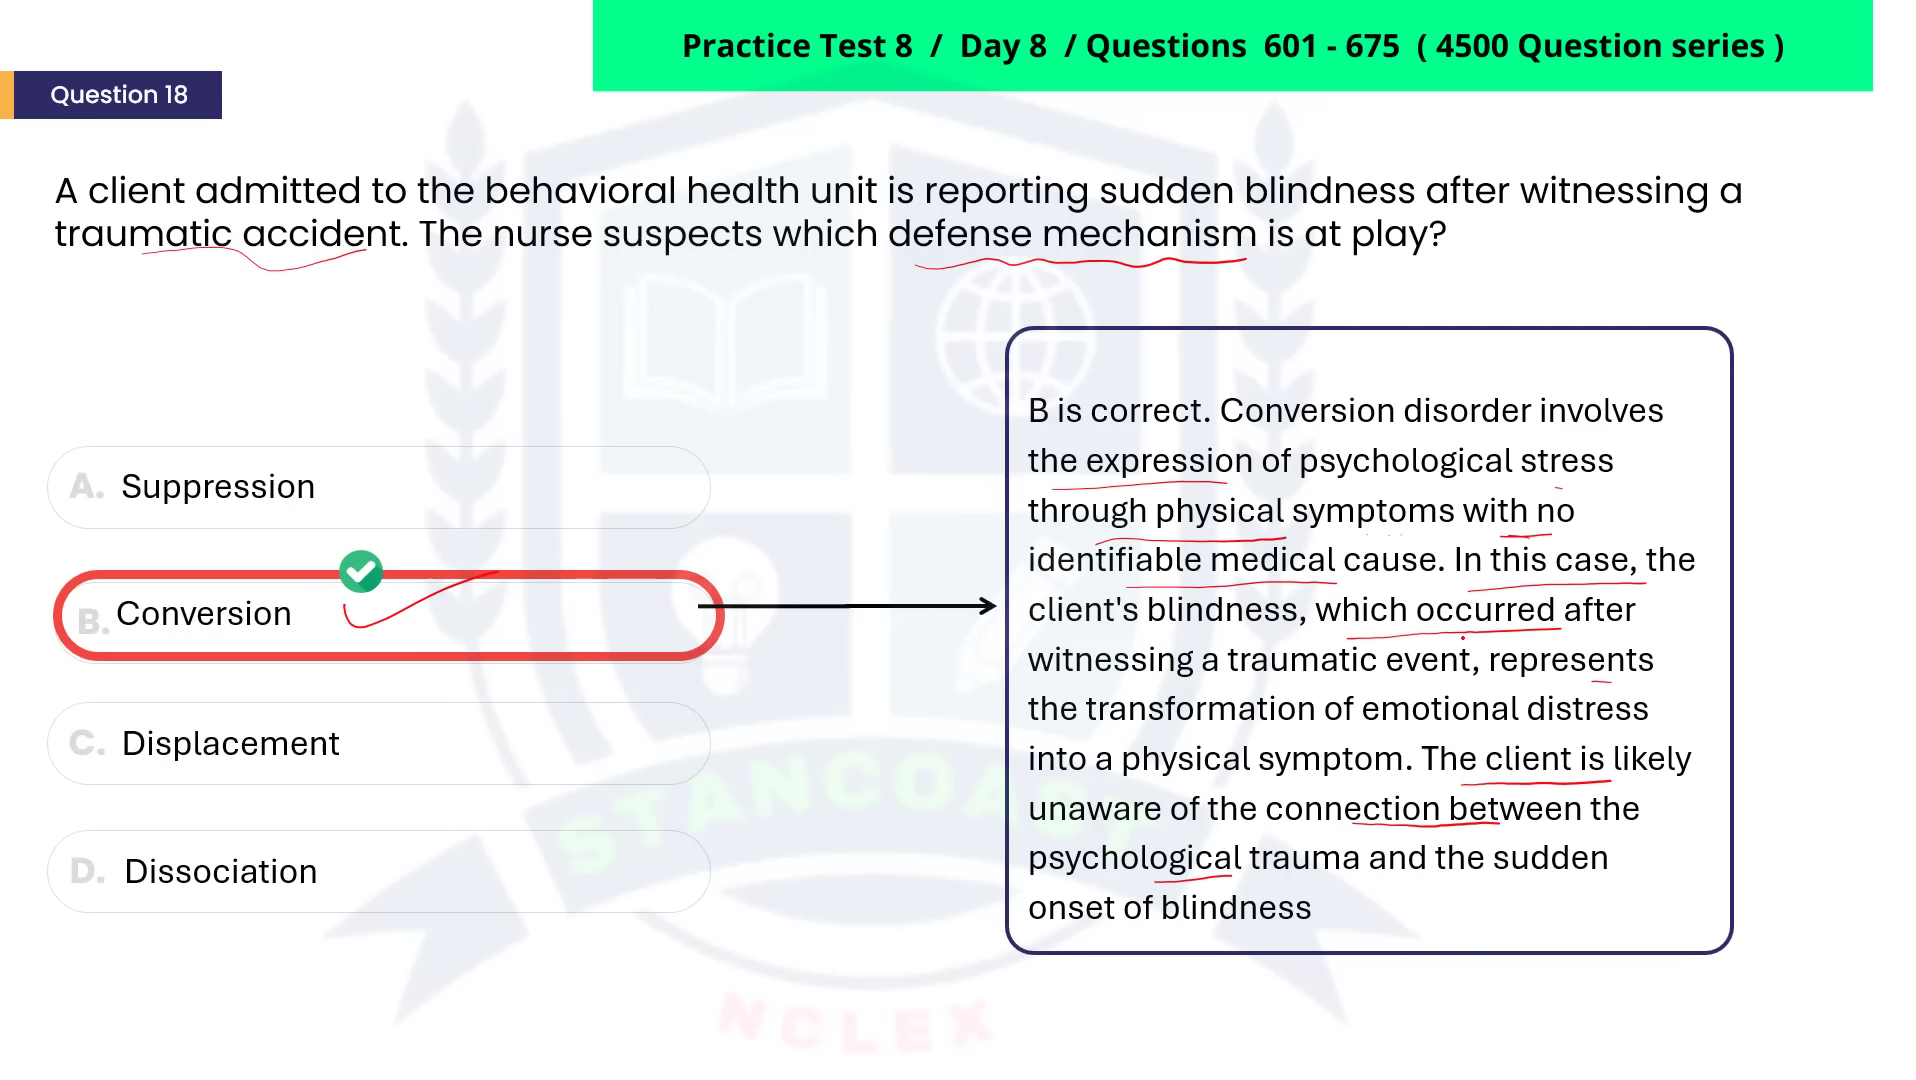 Practice Test 8 / Day 8 / Questions 601 - 675 ( 4500 Question series )
Question 18
A client admitted to the behavioral health unit is reporting sudden blindness after witnessing a
traumatic accident. The nurse suspects which defense mechanism is at play?
A. Suppression
B. Conversion
C. Displacement
D. Dissociation
B is correct. Conversion disorder involves
the expression of psychological stress
through physical symptoms with no
identifiable medical cause. In this case, the
client's blindness, which occurred after
witnessing a traumatic event, represents
the transformation of emotional distress
into a physical symptom. The client is likely
unaware of the connection between the
psychological trauma and the sudden
onset of blindness
STANCOAST
NCLEX